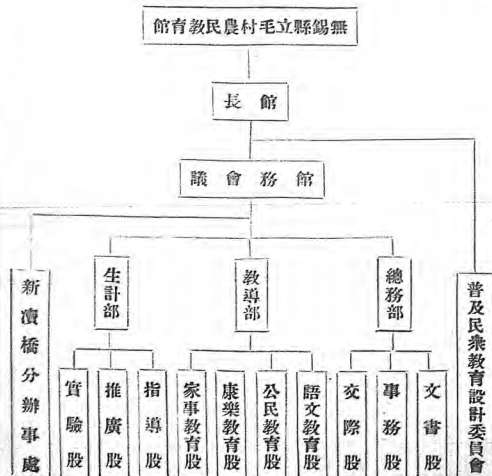 無錫縣立毛村農民教育館
館長
館務會議
普及民衆教育設計委員會
總務部
教導部
生計部
新瀆橋分辦事處
文書股
事務股
交際股
語文教育股
公民教育股
康樂教育股
家事教育股
指導股
推廣股
實驗股